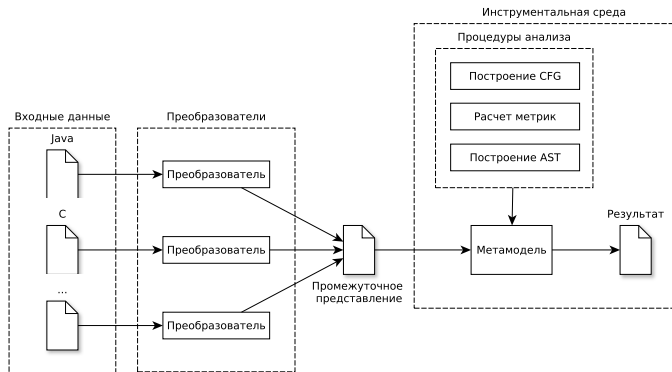 Инструментальная среда
Процедуры анализа
Построение CFG
Расчет метрик
Построение AST
Входные данные
Преобразователи
Java
Преобразователь
C
Преобразователь
...
Преобразователь
Промежуточное
представление
Метамодель
Результат